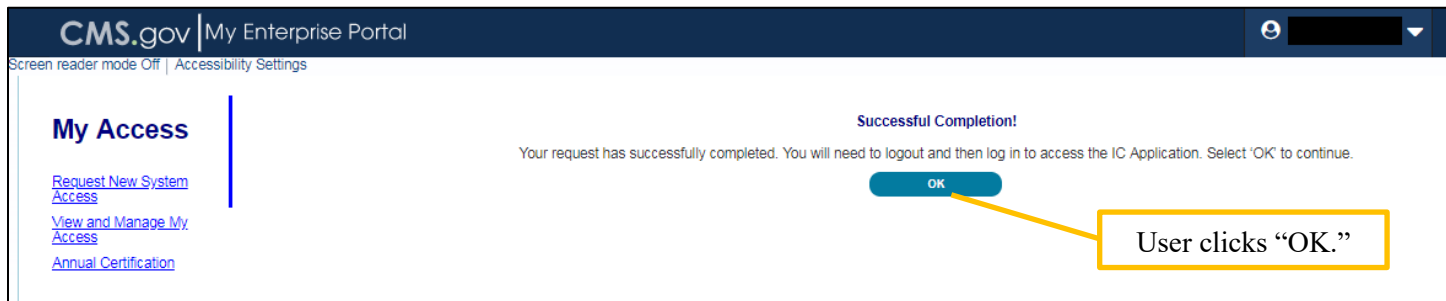 CMS.gov My Enterprise Portal
Screen reader mode Off | Accessibility Settings
My Access
Request New System
Access
View and Manage My
Access
Annual Certification
Successful Completion!
Your request has successfully completed. You will need to logout and then log in to access the IC Application. Select 'OK' to continue.
OK
User clicks “OK.”